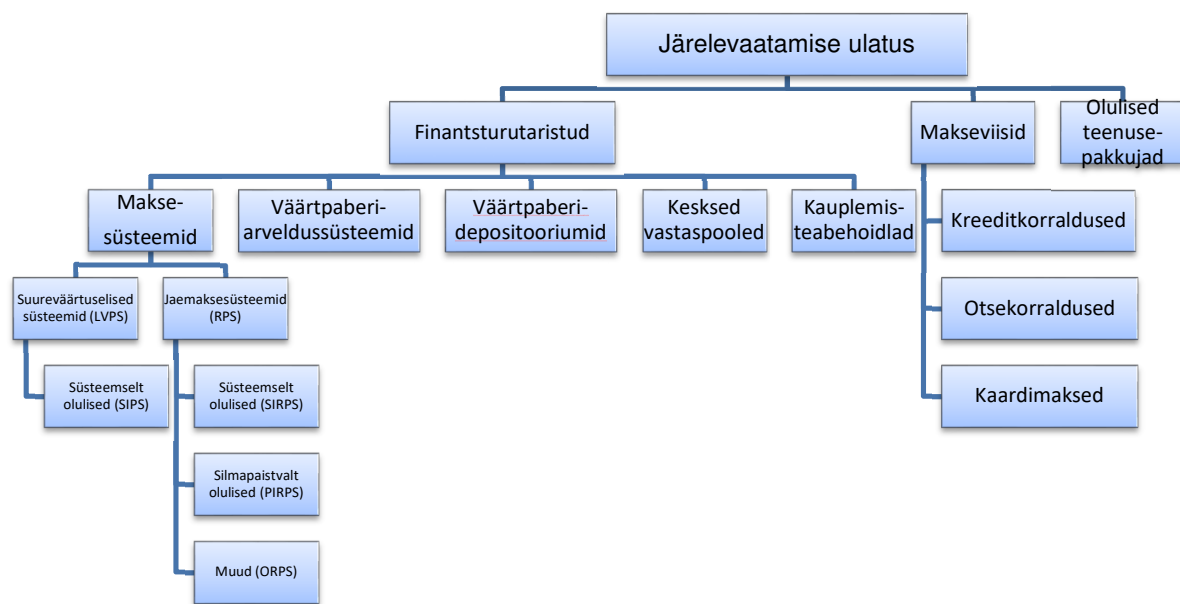 Järelevaatamise ulatus
Finantsturutaristud
Makseviisid
Olulised
teenuse-
pakkujad
Makse-
süsteemid
Väärtpaberi-
arveldussüsteemid
Väärtpaberi-
depositooriumid
Kesksed
vastaspooled
Kauplemis-
teabehoidlad
Kreeditkorraldused
Suureväärtuselised
süsteemid (LVPS)
Jaemaksesüsteemid
(RPS)
Otsekorraldused
Süsteemselt
olulised (SIPS)
Süsteemselt
olulised (SIRPS)
Kaardimaksed
Silmapaistvalt
olulised (PIRPS)
Muud (ORPS)